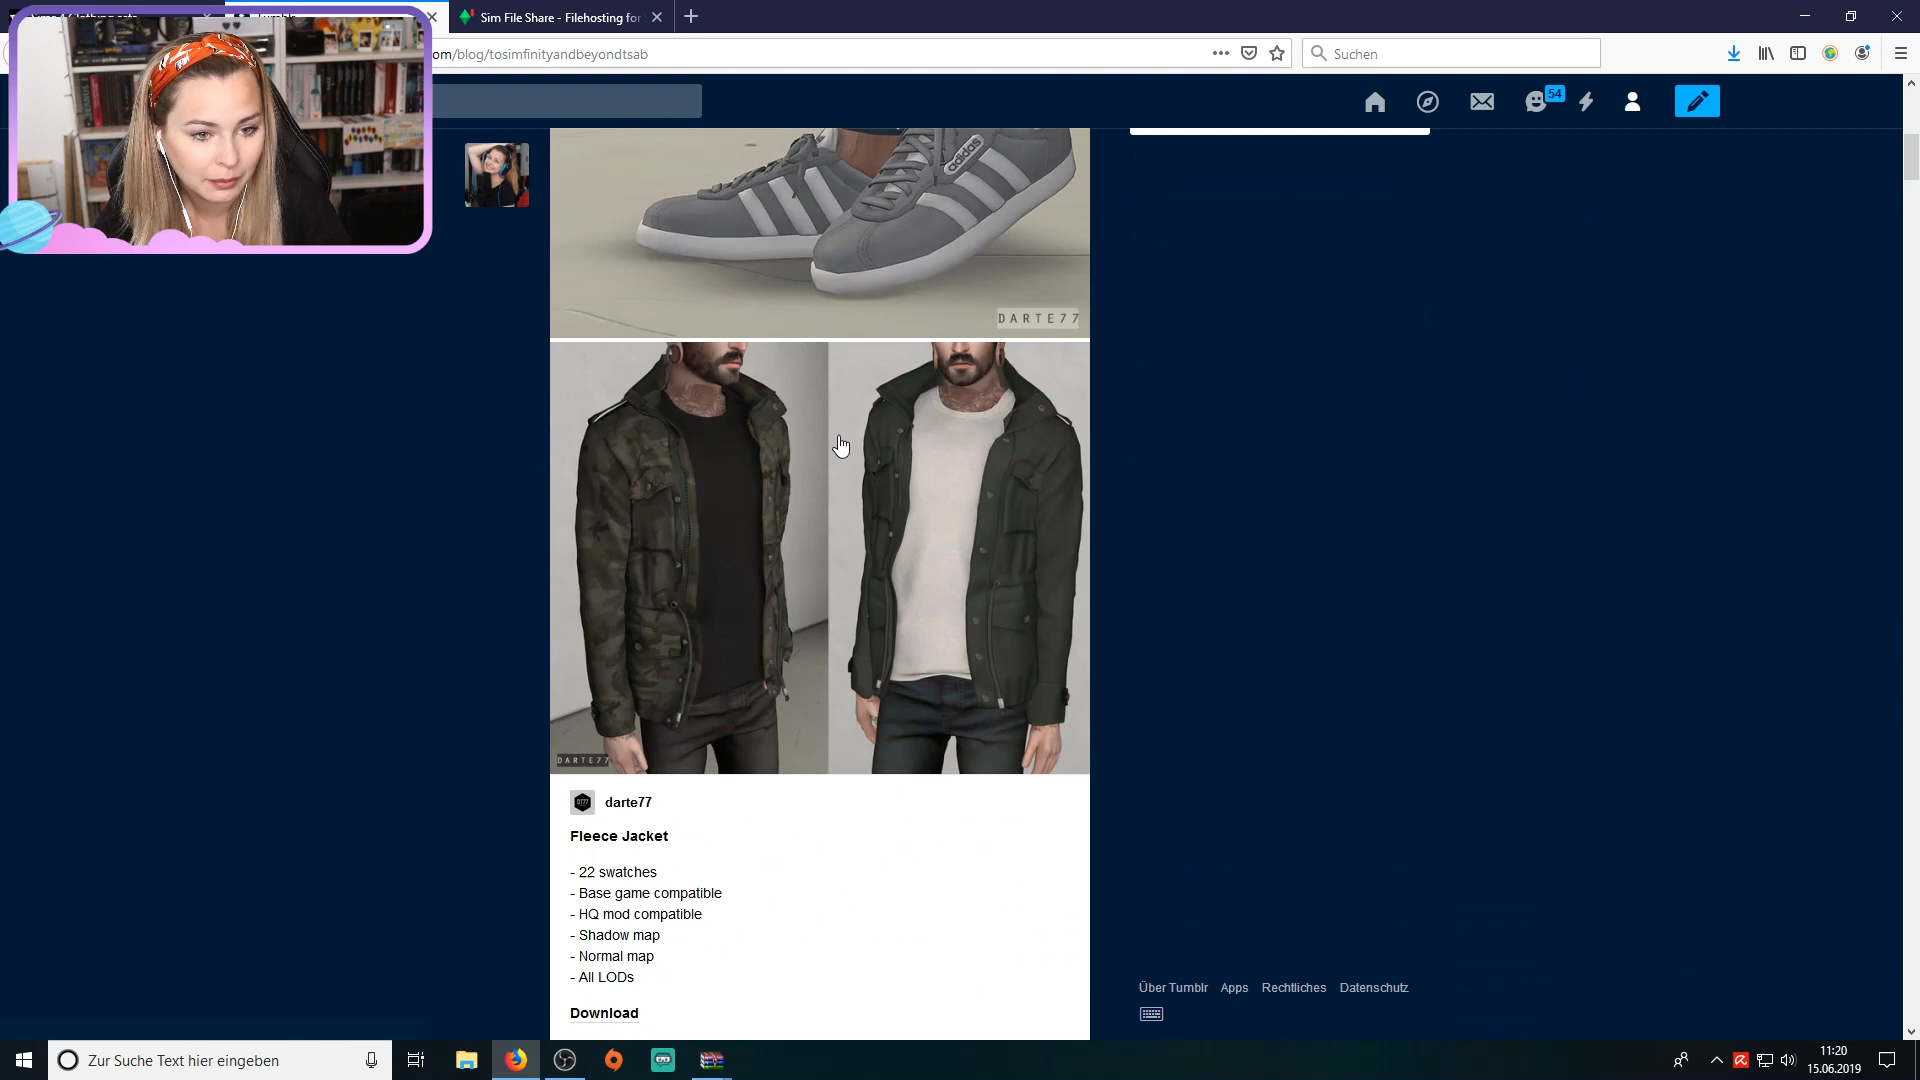 Sim File Share - Filehosting for
om/blog/tosimfinityandbeyondtsab
Suchen
54
adidas
DARTE77
DARTE77
darte77
Fleece Jacket
- 22 swatches
- Base game compatible
- HQ mod compatible
- Shadow map
- Normal map
- All LODs
Download
Über Tumblr Apps Rechtliches Datenschutz
Zur Suche Text hier eingeben
11:20
15.06.2019